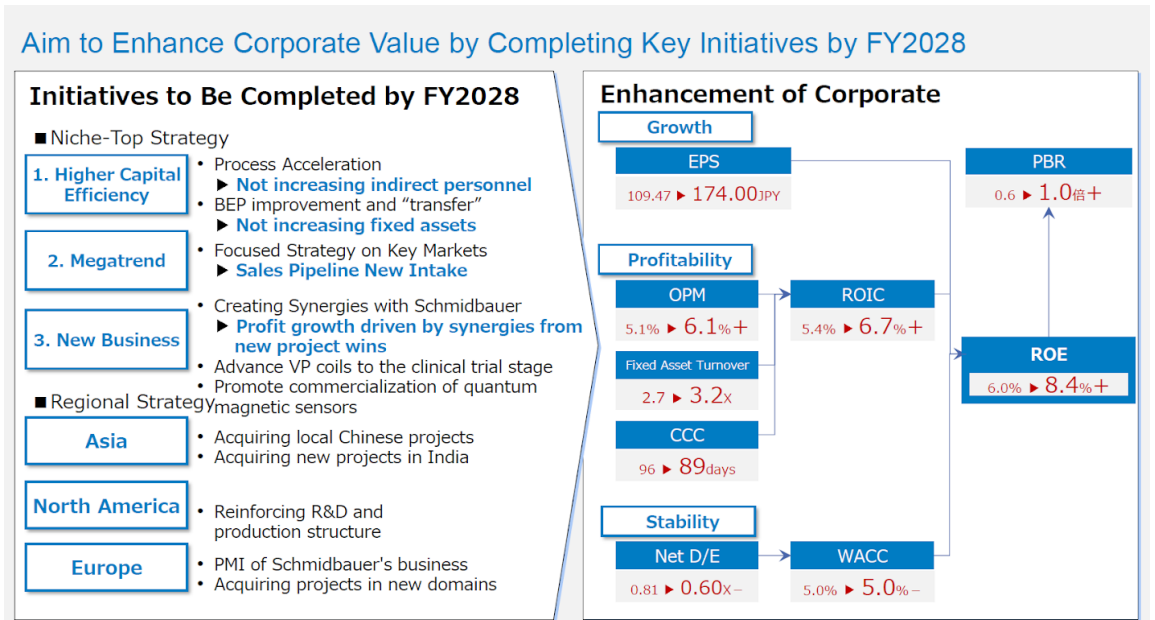 Aim to Enhance Corporate Value by Completing Key Initiatives by FY2028
Initiatives to Be Completed by FY2028
■Niche-Top Strategy
1. Higher Capital
Efficiency
• Process Acceleration
▶ Not increasing indirect personnel
• BEP improvement and “transfer”
▶ Not increasing fixed assets
2. Megatrend
• Focused Strategy on Key Markets
▶ Sales Pipeline New Intake
3. New Business
• Creating Synergies with Schmidbauer
▶ Profit growth driven by synergies from
new project wins
• Advance VP coils to the clinical trial stage
• Promote commercialization of quantum
magnetic sensors
■Regional Strategy
Asia
• Acquiring local Chinese projects
• Acquiring new projects in India
North America
• Reinforcing R&D and
production structure
Europe
• PMI of Schmidbauer's business
• Acquiring projects in new domains
Enhancement of Corporate
Growth
EPS
109.47 ▶ 174.00JPY
PBR
0.6 ▶ 1.0倍+
Profitability
OPM
5.1% ▶ 6.1%+
ROIC
5.4% ▶ 6.7%+
Fixed Asset Turnover
2.7 ▶ 3.2X
ROE
6.0% ▶ 8.4%+
CCC
96 ▶ 89days
Stability
Net D/E
0.81 ▶ 0.60X−
WACC
5.0% ▶ 5.0%−